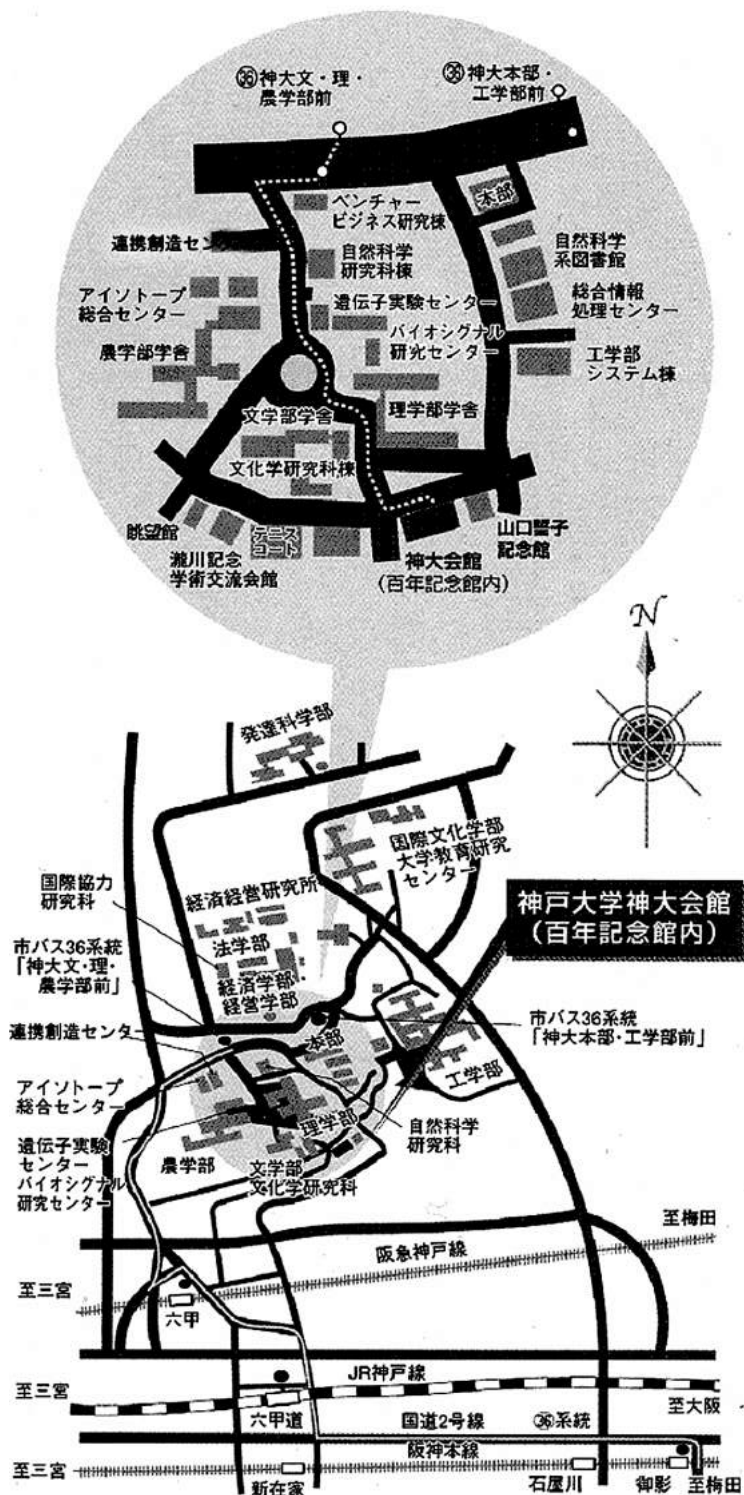 ㊱神大文・理・
農学部前
㊱神大本部・
工学部前
本部
ベンチャー
ビジネス研究棟
連携創造セン
自然科学
研究科棟
自然科学
系図書館
アイソトープ
総合センター
遺伝子実験センター
総合情報
処理センター
バイオシグナル
研究センター
農学部学舎
工学部
システム棟
文学部学舎
理学部学舎
文化学研究科棟
眺望館
瀧川記念
学術交流会館
テニス
コート
神大会館
(百年記念館内)
山口誓子
記念館
N
発達科学部
国際文化学部
大学教育研究
センター
国際協力
研究科
経済経営研究所
法学部
経済学部・
経営学部
神戸大学神大会館
(百年記念館内)
市バス36系統
「神大文・理・
農学部前」
連携創造センター
本部
市バス36系統
「神大本部・工学部前」
アイソトープ
総合センター
工学部
理学部
自然科学
研究科
遺伝子実験
センター
バイオシグナル
研究センター
農学部
文学部
文化学研究科
至梅田
阪急神戸線
至三宮
六甲
JR神戸線
至三宮
六甲道
至大阪
国道2号線
㊱系統
阪神本線
至三宮
新在家
石屋川
御影
至梅田